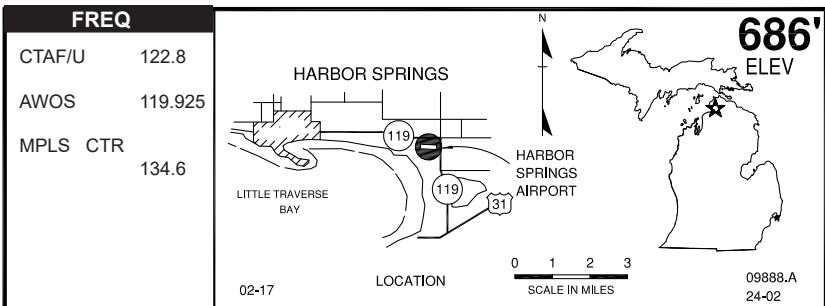 FREQ
CTAF/U 122.8
AWOS 119.925
MPLS CTR
134.6
HARBOR SPRINGS
119
119
31
HARBOR
SPRINGS
AIRPORT
LITTLE TRAVERSE
BAY
N
02-17
LOCATION
0 1 2 3
SCALE IN MILES
686'
ELEV
09888.A
24-02